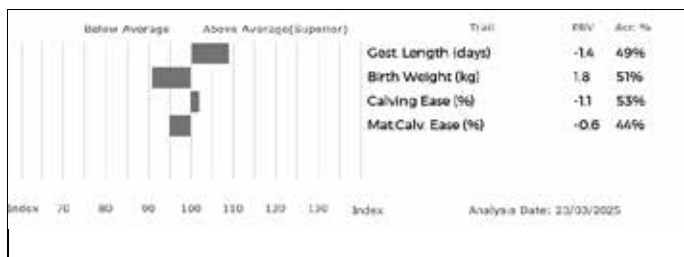 Below Average Above Average(Superior) Trait EBV Acc %
Gest. Length (days) -1.4 49%
Birth Weight (kg) 1.8 51%
Calving Ease (%) -1.1 53%
Mat.Calv. Ease (%) -0.6 44%
Index 70 80 90 100 110 120 130 Index Analysis Date: 23/03/2025